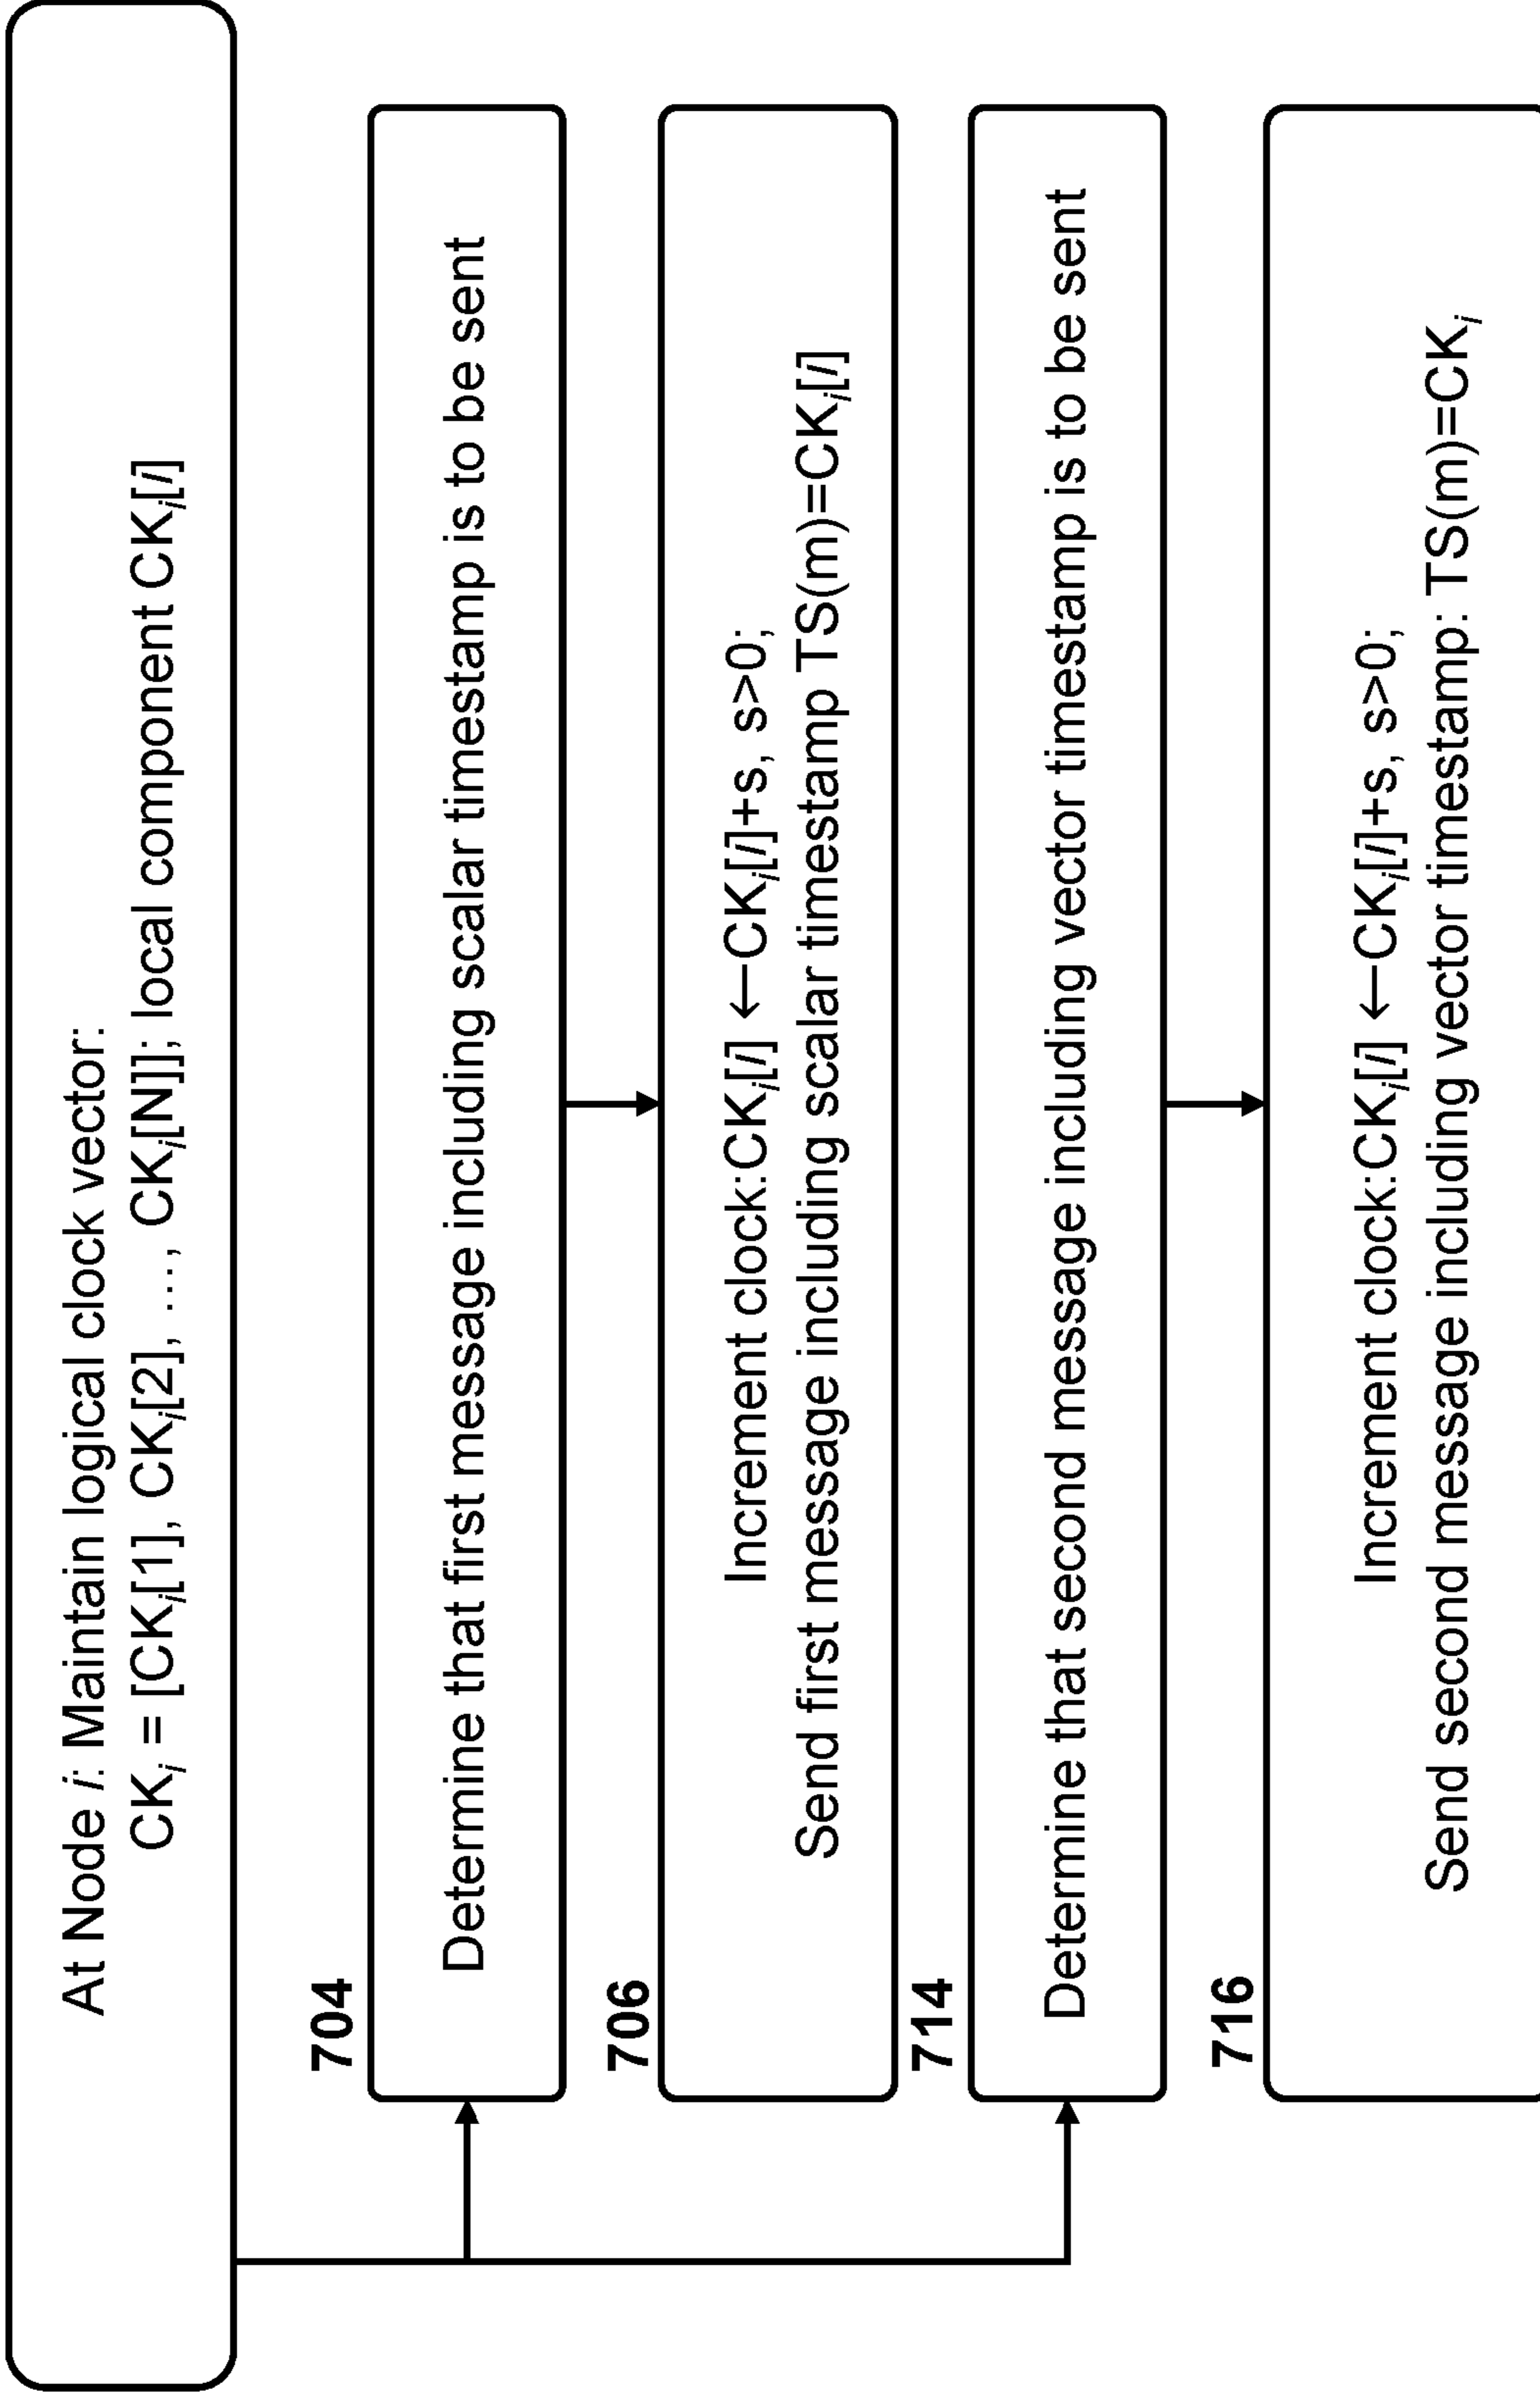 At Node i: Maintain logical clock vector:
CKi = [CKi[1], CKi[2], …, CKi[N]]; local component CKi[i]
704
Determine that first message including scalar timestamp is to be sent
706
Increment clock:CKi[i] ←CKi[i]+s, s>0;
Send first message including scalar timestamp TS(m)=CKi[i]
714
Determine that second message including vector timestamp is to be sent
716
Increment clock:CKi[i] ←CKi[i]+s, s>0;
Send second message including vector timestamp: TS(m)=CKi